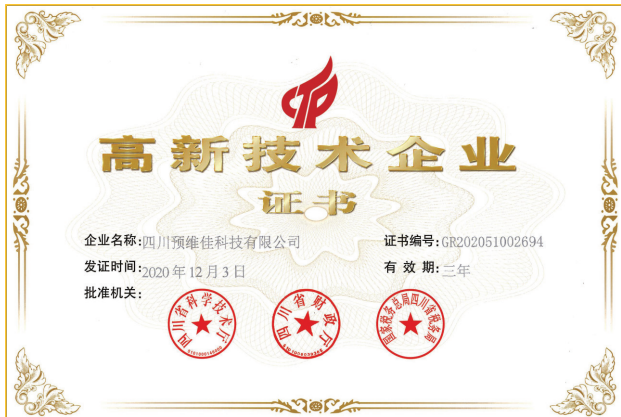 高新技术企业
证书
企业名称:四川预维佳科技有限公司
证书编号:GR202051002694
发证时间:2020年12月3日
有效期:三年
批准机关:
四川省科学技术厅
四川省财政厅
国家税务总局四川省税务局